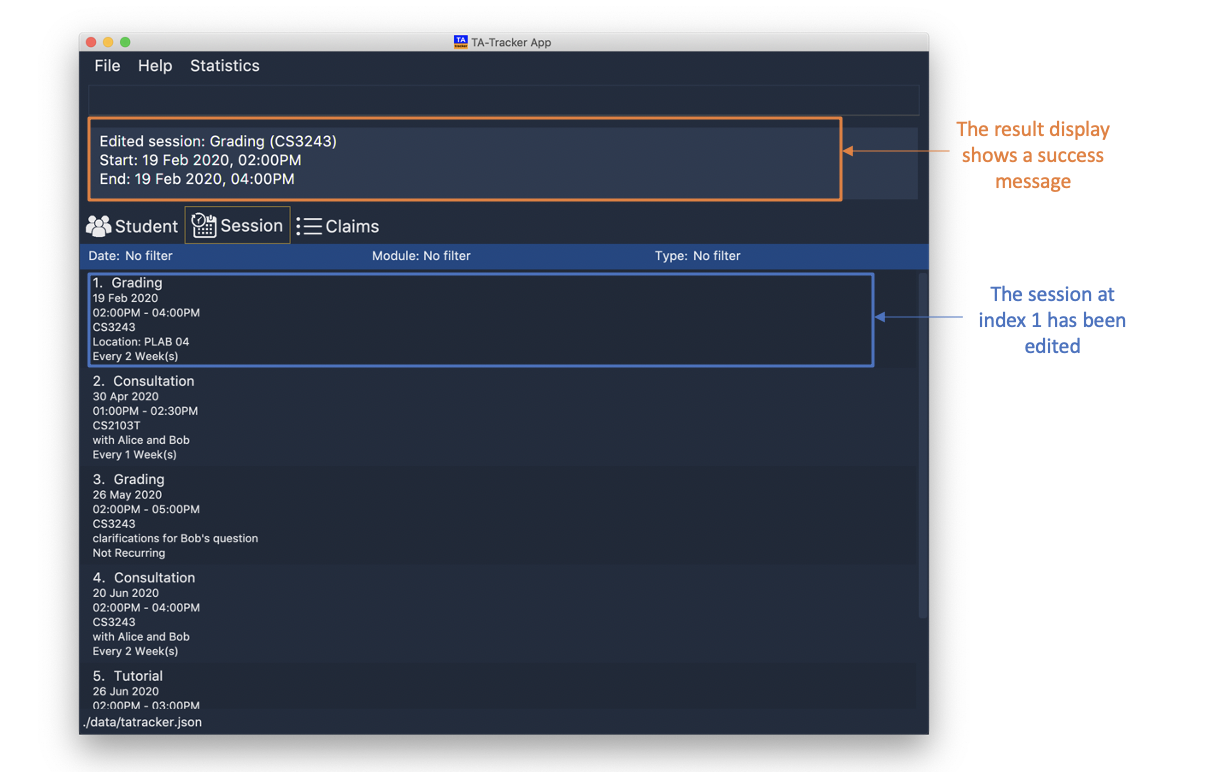 TA-Tracker App
File Help Statistics
Edited session: Grading (CS3243)
Start: 19 Feb 2020, 02:00PM
End: 19 Feb 2020, 04:00PM
The result display
shows a success
message
Student Session Claims
Date: No filter Module: No filter Type: No filter
1. Grading
19 Feb 2020
02:00PM - 04:00PM
CS3243
Location: PLAB 04
Every 2 Week(s)
The session at
index 1 has been
edited
2. Consultation
30 Apr 2020
01:00PM - 02:30PM
CS2103T
with Alice and Bob
Every 1 Week(s)
3. Grading
26 May 2020
02:00PM - 05:00PM
CS3243
clarifications for Bob's question
Not Recurring
4. Consultation
20 Jun 2020
02:00PM - 04:00PM
CS3243
with Alice and Bob
Every 2 Week(s)
5. Tutorial
26 Jun 2020
02:00PM - 03:00PM
./data/tatracker.json